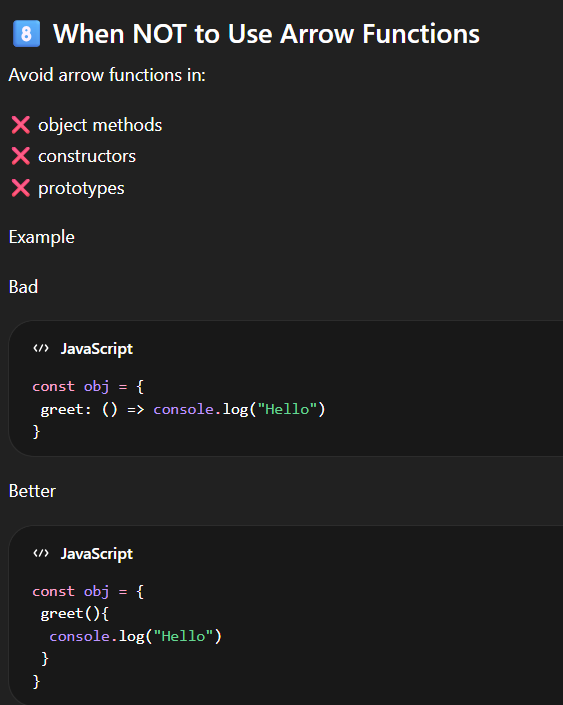 8 When NOT to Use Arrow Functions
Avoid arrow functions in:
❌ object methods
❌ constructors
❌ prototypes
Example
Bad
</> JavaScript
const obj = {
 greet: () => console.log("Hello")
}
Better
</> JavaScript
const obj = {
 greet(){
  console.log("Hello")
 }
}